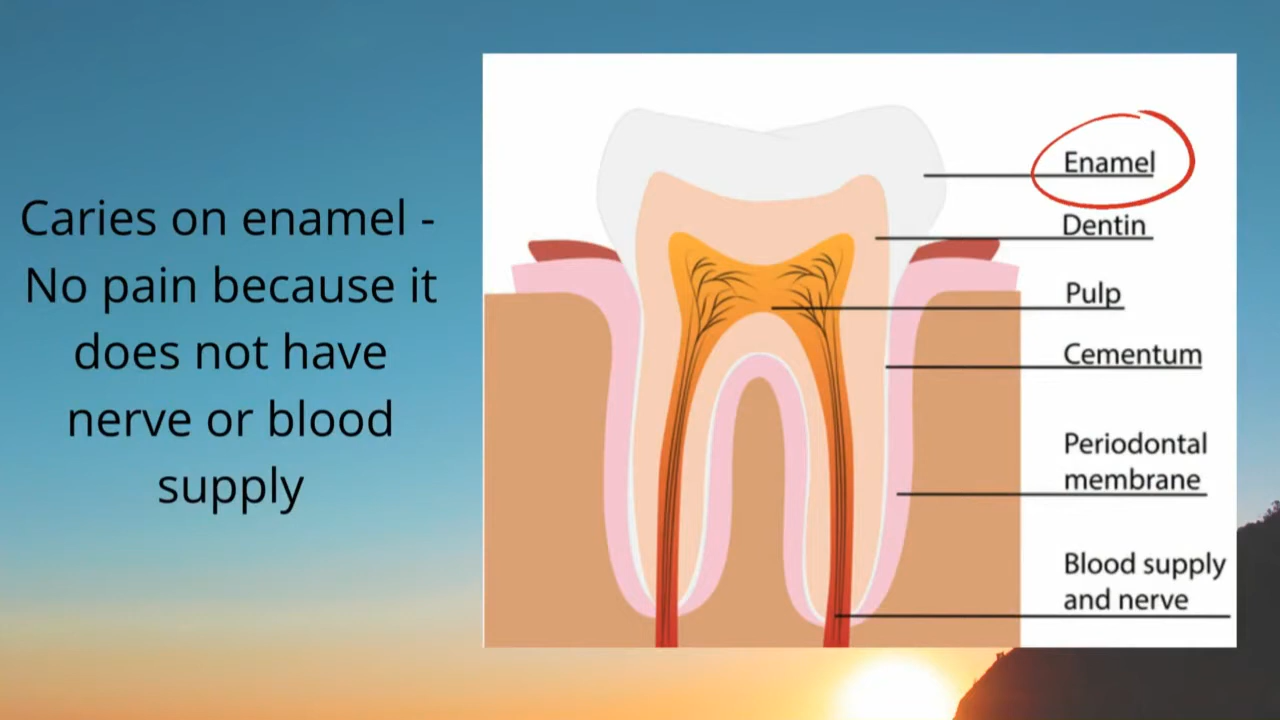 Caries on enamel -
No pain because it
does not have
nerve or blood
supply
Enamel
Dentin
Pulp
Cementum
Periodontal
membrane
Blood supply
and nerve